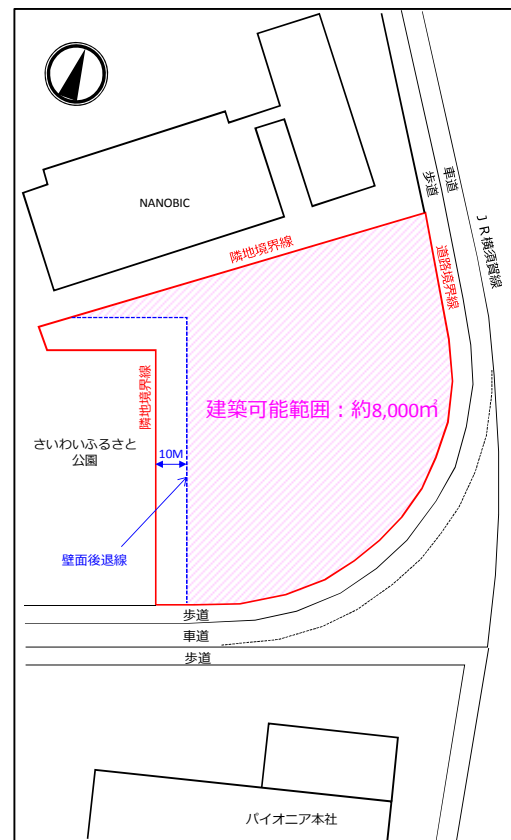 NANOBIC
歩道
車道
JR横須賀線
隣地境界線
道路境界線
隣地境界線
建築可能範囲：約8,000㎡
さいわいふるさと
公園
10M
壁面後退線
歩道
車道
歩道
パイオニア本社